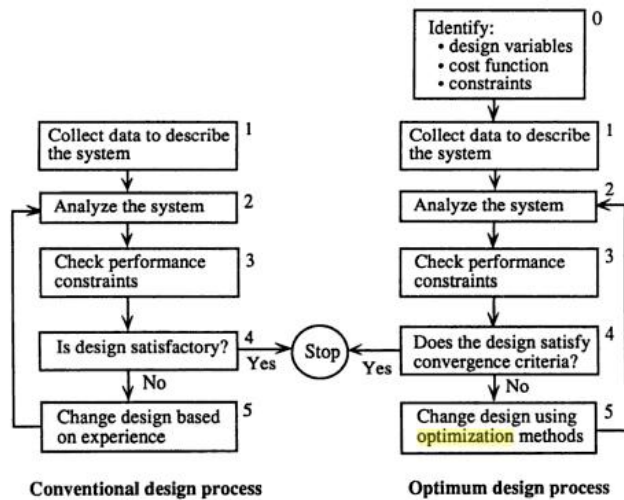 0
Identify:
• design variables
• cost function
• constraints
Collect data to describe
the system
1
Analyze the system
2
Check performance
constraints
3
Is design satisfactory?
4
Yes
No
Change design based
on experience
5
Stop
Collect data to describe
the system
1
Analyze the system
2
Check performance
constraints
3
Does the design satisfy
convergence criteria?
4
Yes
No
Change design using
optimization methods
5
Conventional design process
Optimum design process